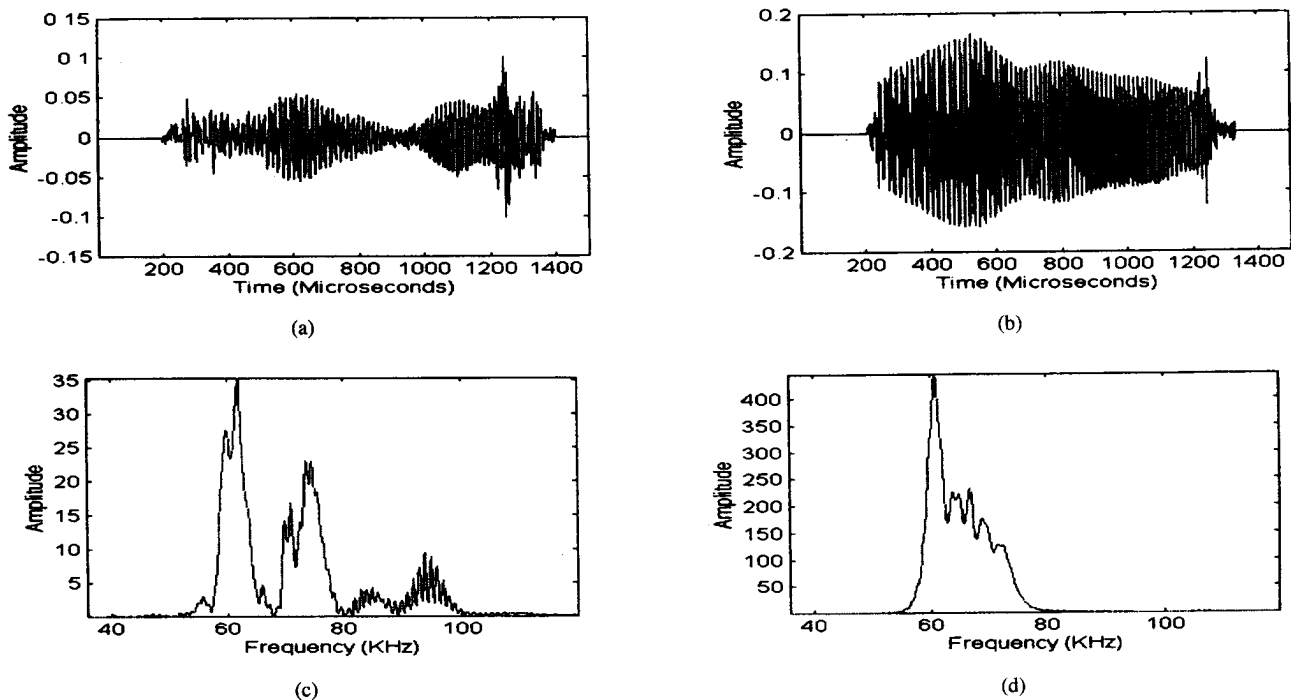 0 15
0 1
0.05
0
-0.05
-0.1
-0.15
Amplitude
200 400 600 800 1000 1200 1400
Time (Microseconds)
(a)
0.2
0.1
0
-0.1
-0.2
Amplitude
200 400 600 800 1000 1200 1400
Time (Microseconds)
(b)
35
30
25
20
15
10
5
Amplitude
40 60 80 100
Frequency (KHz)
(c)
400
350
300
250
200
150
100
50
Amplitude
40 60 80 100
Frequency (KHz)
(d)